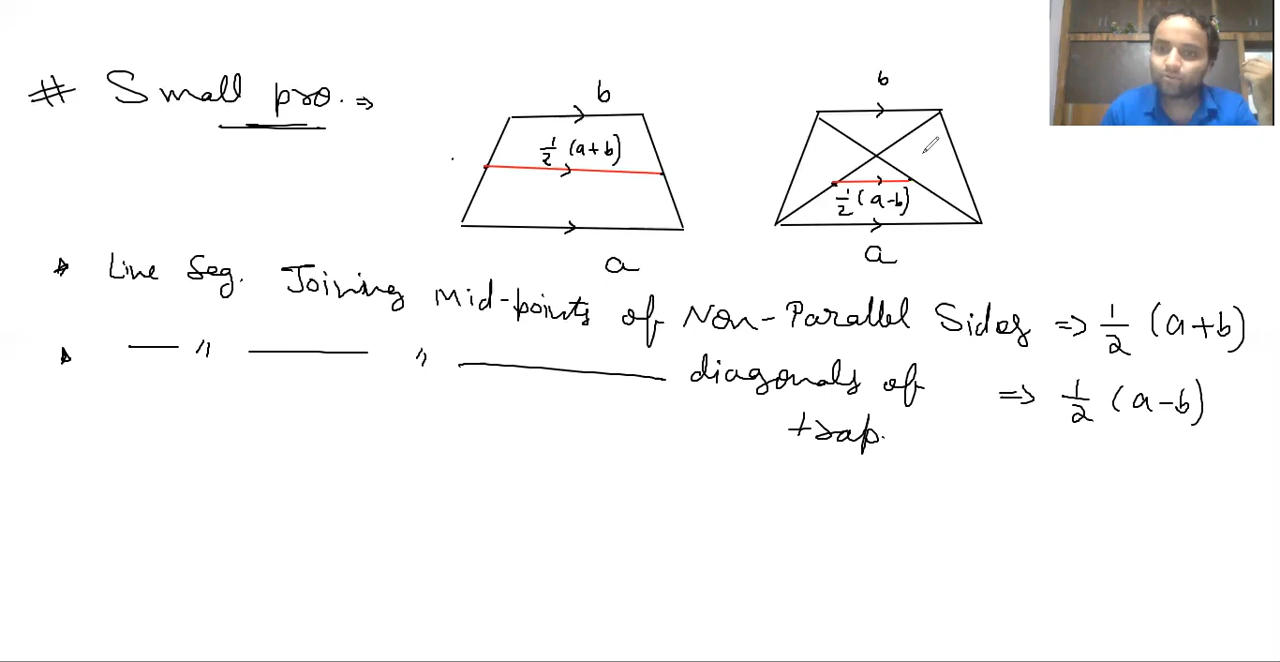 # Small pro. ⇒
b
½ (a+b)
a
b
½ (a-b)
a
Line Seg. Joining Mid-points of Non-Parallel Sides ⇒ ½ (a+b)
— " — " — diagonals of trap. ⇒ ½ (a-b)